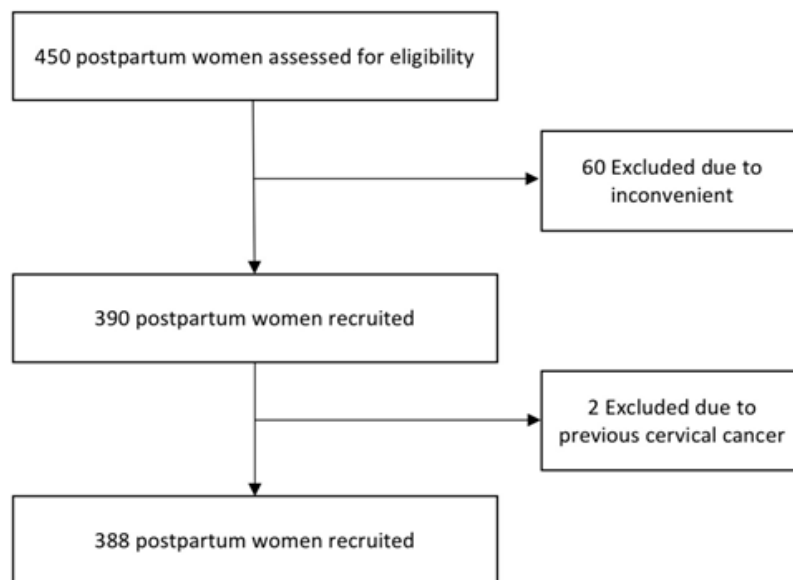 450 postpartum women assessed for eligibility
60 Excluded due to
inconvenient
390 postpartum women recruited
2 Excluded due to
previous cervical cancer
388 postpartum women recruited